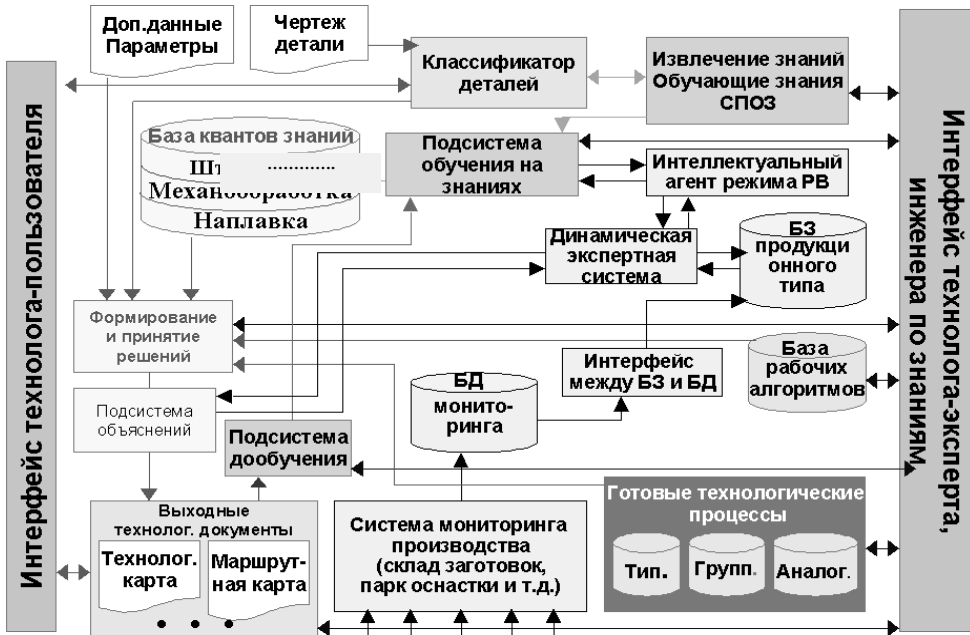 Доп.данные
Параметры
Чертеж
детали
Классификатор
деталей
Извлечение знаний
Обучающие знания
СПОЗ
Интерфейс технолога-пользователя
Интерфейс технолога-эксперта,
инженера по знаниям
База квантов знаний
.............
Механообработка
Наплавка
Подсистема
обучения на
знаниях
Интеллектуальный
агент режима РВ
Динамическая
экспертная
система
БЗ
продукци
онного
типа
Формирование
и принятие
решений
Интерфейс
между БЗ и БД
База
рабочих
алгоритмов
БД
монито-
ринга
Подсистема
объяснений
Подсистема
дообучения
Выходные
технолог. документы
Технолог.
карта
Маршрут-
ная карта
• • •
Система мониторинга
производства
(склад заготовок,
парк оснастки и т.д.)
Готовые технологические
процессы
Тип.
Групп.
Аналог.